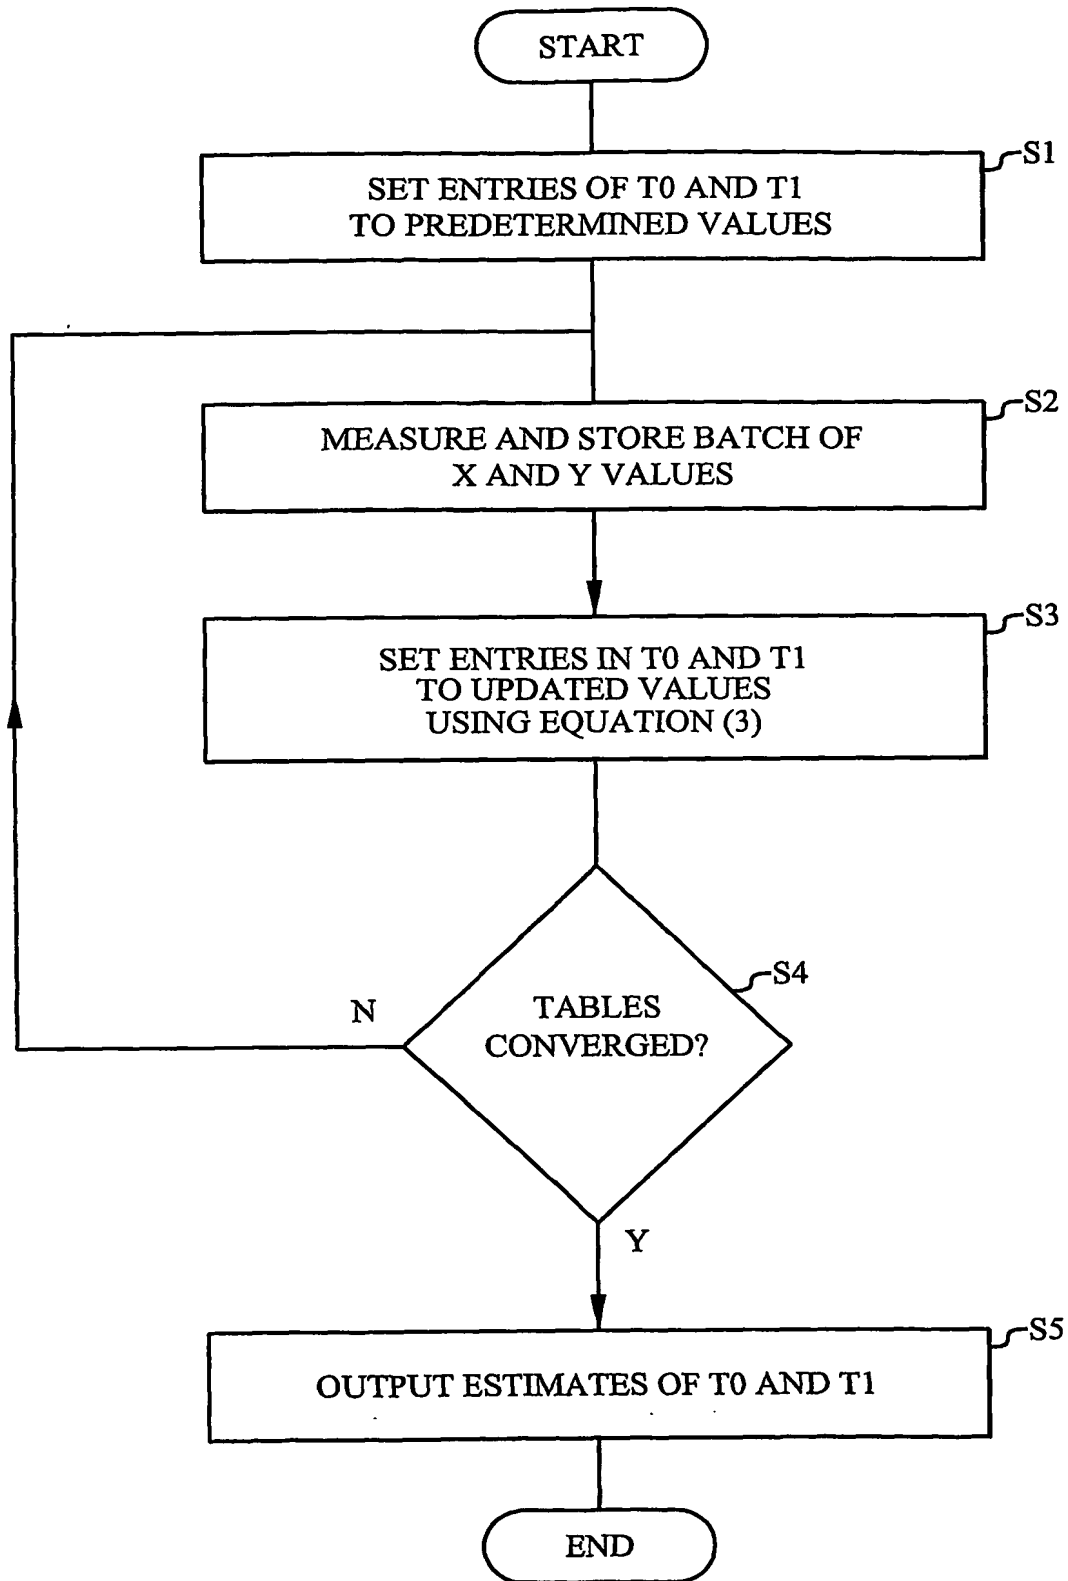 START
S1
SET ENTRIES OF T0 AND T1
TO PREDETERMINED VALUES
S2
MEASURE AND STORE BATCH OF
X AND Y VALUES
S3
SET ENTRIES IN T0 AND T1
TO UPDATED VALUES
USING EQUATION (3)
S4
TABLES
CONVERGED?
N
Y
S5
OUTPUT ESTIMATES OF T0 AND T1
END